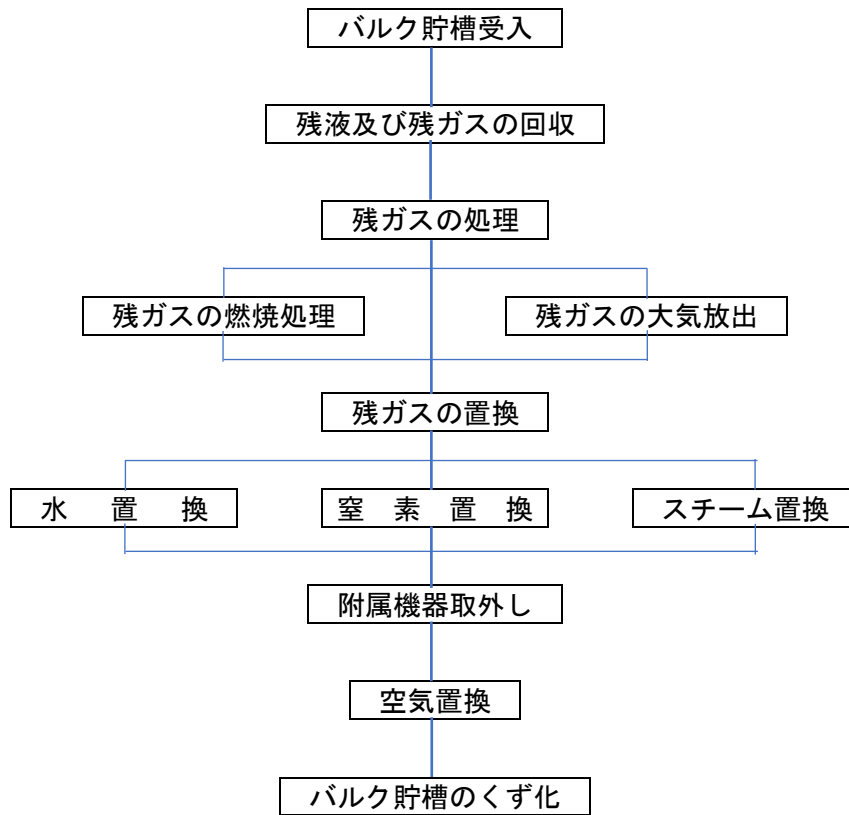 バルク貯槽受入
残液及び残ガスの回収
残ガスの処理
残ガスの燃焼処理
残ガスの大気放出
残ガスの置換
水置換
窒素置換
スチーム置換
附属機器取外し
空気置換
バルク貯槽のくず化